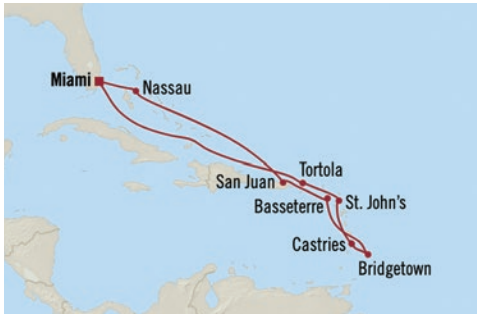 Miami
Nassau
Tortola
San Juan
St. John's
Basseterre
Castries
Bridgetown